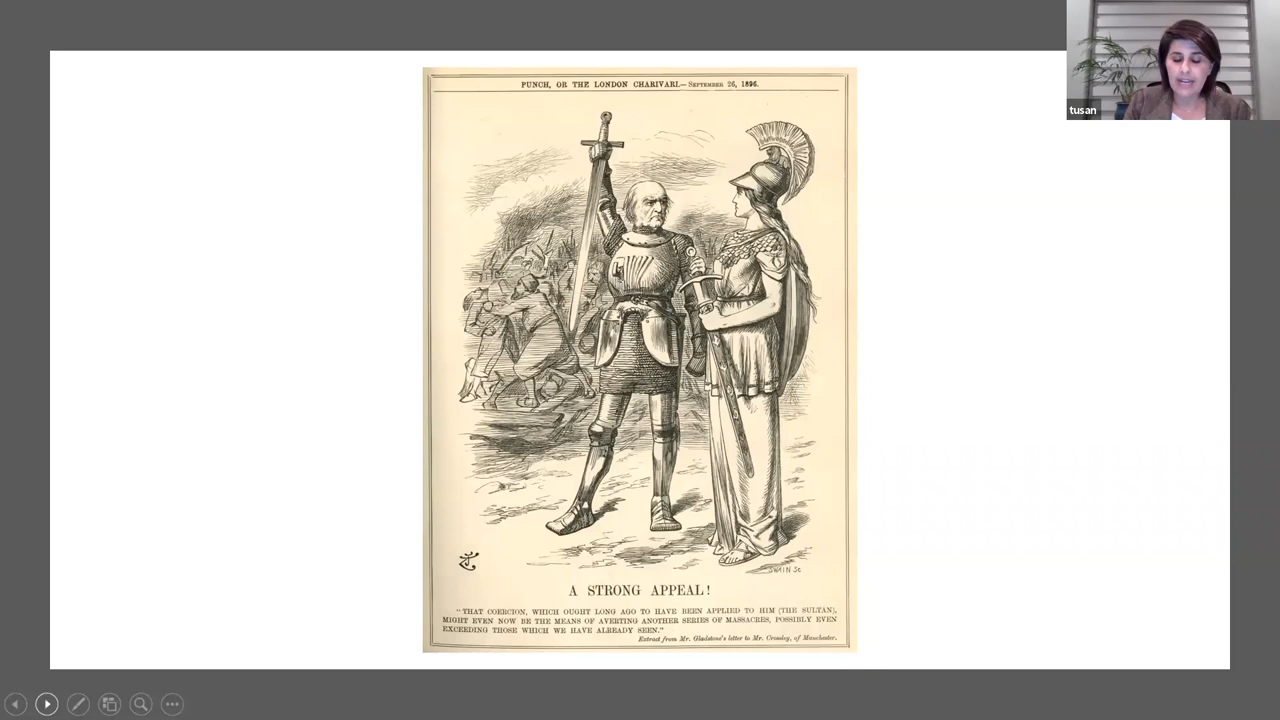 PUNCH, OR THE LONDON CHARIVARI.—SEPTEMBER 26, 1896.
tusan
SWAIN SC
A STRONG APPEAL!
"THAT COERCION, WHICH OUGHT LONG AGO TO HAVE BEEN APPLIED TO HIM (THE SULTAN),
MIGHT EVEN NOW BE THE MEANS OF AVERTING ANOTHER SERIES OF MASSACRES, POSSIBLY EVEN
EXCEEDING THOSE WHICH WE HAVE ALREADY SEEN."
Extract from Mr. Gladstone's letter to Mr. Crossley, of Manchester.